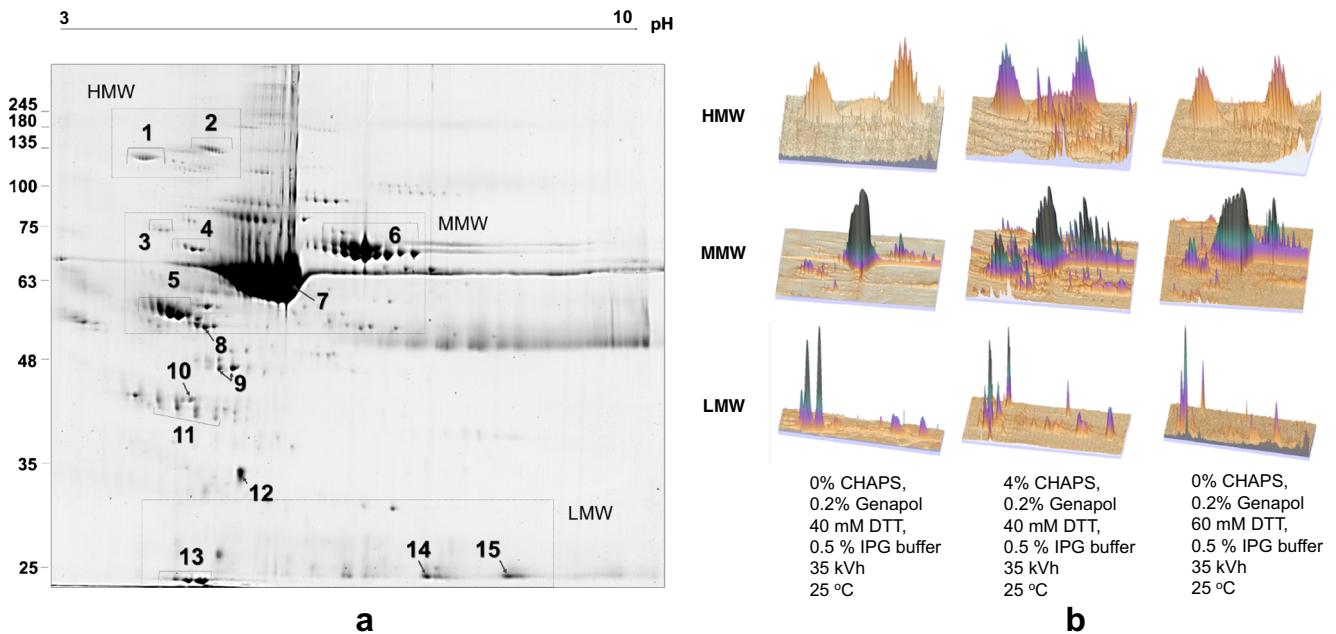 3
10
pH
HMW
245
180
135
1
2
100
75
3
4
MMW
6
63
5
7
8
48
10
9
11
35
12
LMW
13
14
15
25
a
HMW
MMW
LMW
0% CHAPS,
0.2% Genapol
40 mM DTT,
0.5 % IPG buffer
35 kVh
25 °C
4% CHAPS,
0.2% Genapol
40 mM DTT,
0.5 % IPG buffer
35 kVh
25 °C
0% CHAPS,
0.2% Genapol
60 mM DTT,
0.5 % IPG buffer
35 kVh
25 °C
b